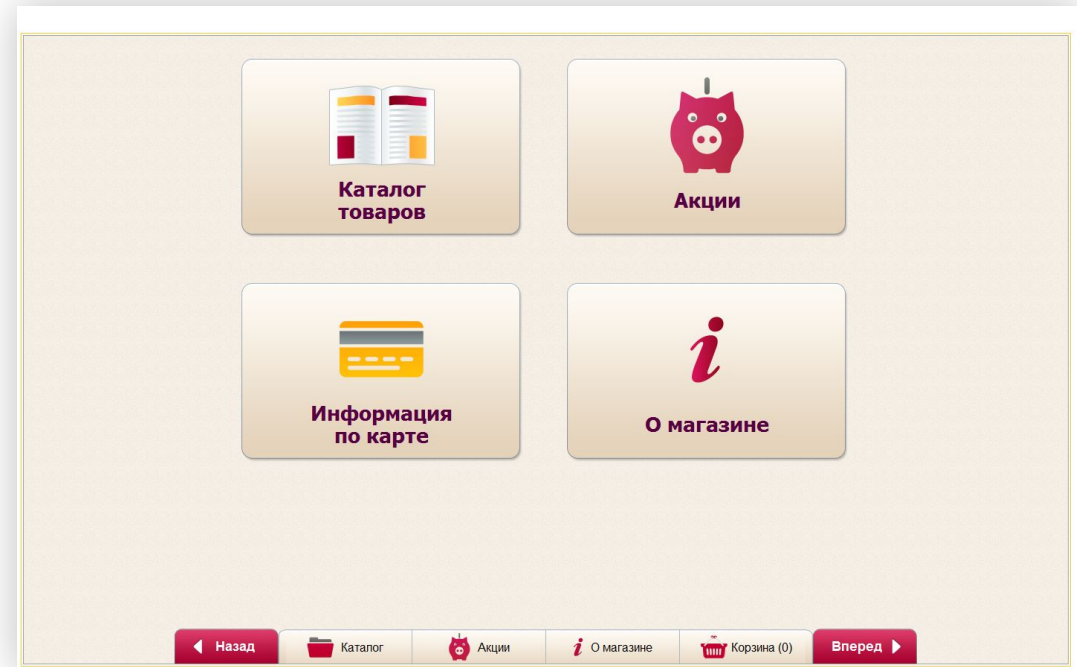 Каталог
товаров
Акции
Информация
по карте
О магазине
Назад
Каталог
Акции
О магазине
Корзина (0)
Вперед